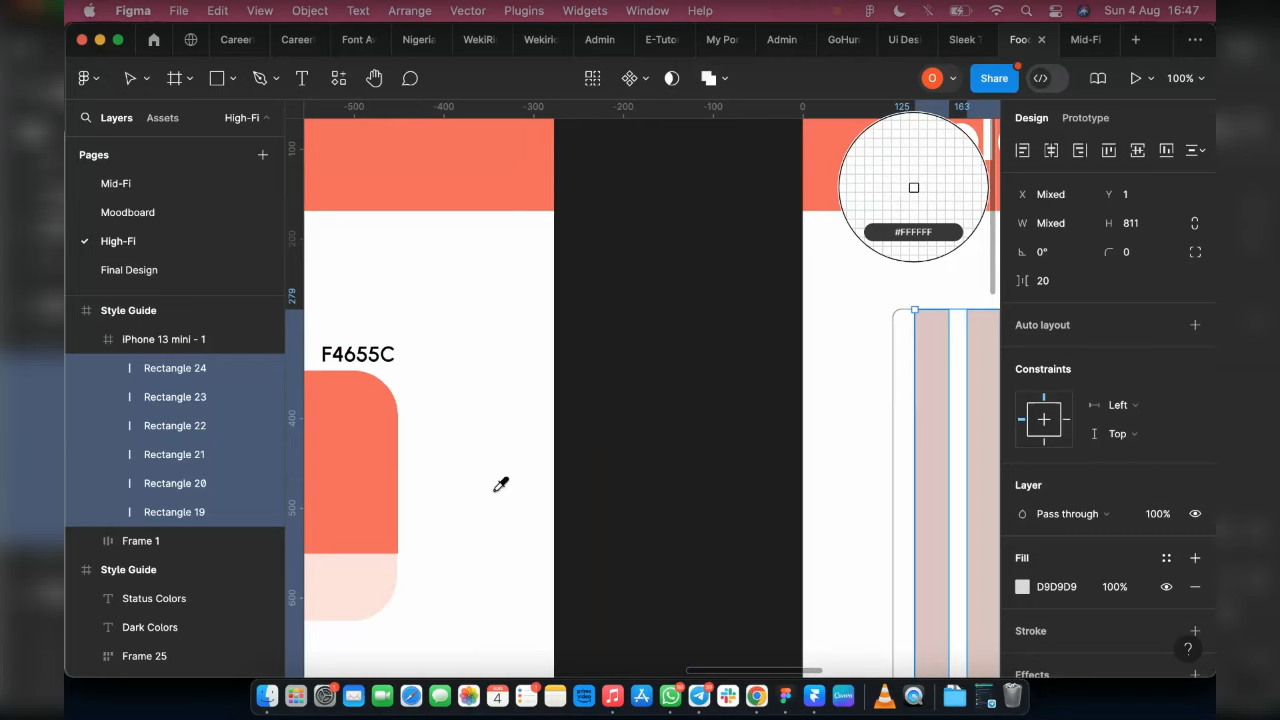 Figma File Edit View Object Text Arrange Vector Plugins Widgets Window Help Sun 4 Aug 16:47
Career Career Font A Nigeria WekiRi Wekiri Admin E-Tuto My Po Admin GoHun Ui Des Sleek T Food Mid-Fi
O Share 100%
Layers Assets High-Fi
Pages
Mid-Fi
Moodboard
High-Fi
Final Design
Style Guide
iPhone 13 mini - 1
Rectangle 24
Rectangle 23
Rectangle 22
Rectangle 21
Rectangle 20
Rectangle 19
Frame 1
Style Guide
Status Colors
Dark Colors
Frame 25
-500 -400 -300 -200 -100 0 125 163
100
200
279
400
500
600
F4655C
#FFFFFF
Design Prototype
X Mixed Y 1
W Mixed H 811
0° 0
20
Auto layout
Constraints
Left
Top
Layer
Pass through 100%
Fill
D9D9D9 100%
Stroke
Effects
?